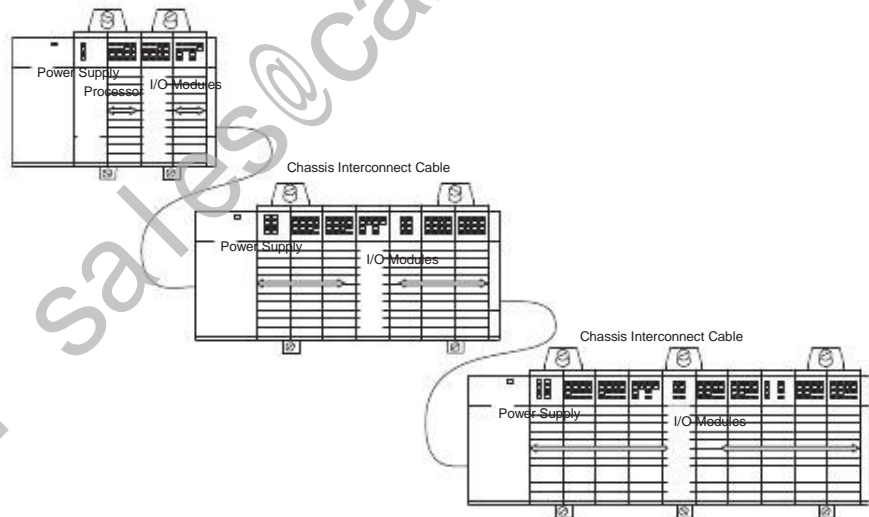 Power Supply
Processor
I/O Modules
Chassis Interconnect Cable
Power Supply
I/O Modules
Chassis Interconnect Cable
Power Supply
I/O Modules
sales@ca